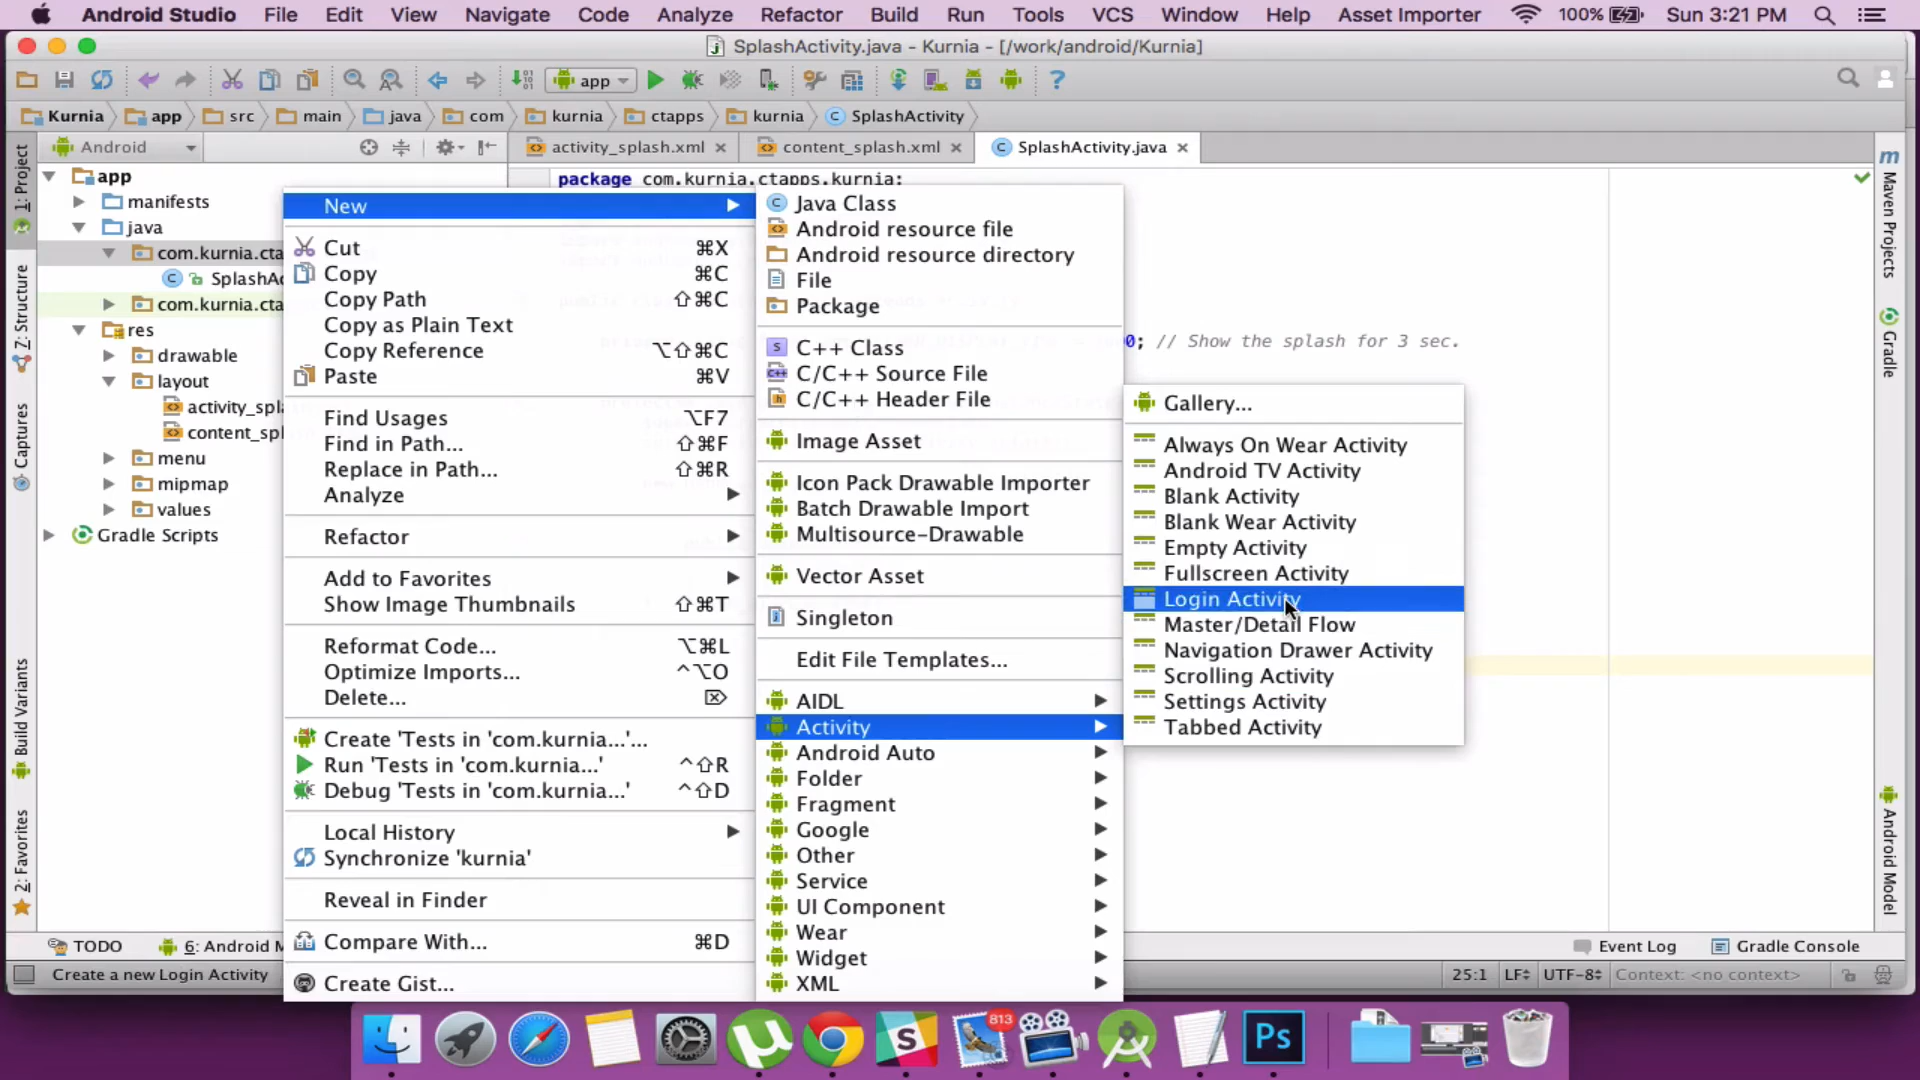 Android Studio File Edit View Navigate Code Analyze Refactor Build Run Tools VCS Window Help Asset Importer 100% Sun 3:21 PM
SplashActivity.java - Kurnia - [/work/android/Kurnia]
app
Kurnia app src main java com kurnia ctapps kurnia SplashActivity
Android
activity_splash.xml
content_splash.xml
SplashActivity.java
1: Project
7: Structure
Captures
Build Variants
2: Favorites
app
manifests
java
com.kurnia.cta
SplashAc
com.kurnia.cta
res
drawable
layout
activity_spl
content_sp
menu
mipmap
values
Gradle Scripts
package com.kurnia.ctapps.kurnia;
0; // Show the splash for 3 sec.
New
Cut ⌘X
Copy ⌘C
Copy Path ⇧⌘C
Copy as Plain Text
Copy Reference ⌥⇧⌘C
Paste ⌘V
Find Usages ⌥F7
Find in Path... ⇧⌘F
Replace in Path... ⇧⌘R
Analyze
Refactor
Add to Favorites
Show Image Thumbnails ⇧⌘T
Reformat Code... ⌥⌘L
Optimize Imports... ^⌥O
Delete... ⌦
Create 'Tests in 'com.kurnia...'...
Run 'Tests in 'com.kurnia...' ^⇧R
Debug 'Tests in 'com.kurnia...' ^⇧D
Local History
Synchronize 'kurnia'
Reveal in Finder
Compare With... ⌘D
Create Gist...
Java Class
Android resource file
Android resource directory
File
Package
C++ Class
C/C++ Source File
C/C++ Header File
Image Asset
Icon Pack Drawable Importer
Batch Drawable Import
Multisource-Drawable
Vector Asset
Singleton
Edit File Templates...
AIDL
Activity
Android Auto
Folder
Fragment
Google
Other
Service
UI Component
Wear
Widget
XML
Gallery...
Always On Wear Activity
Android TV Activity
Blank Activity
Blank Wear Activity
Empty Activity
Fullscreen Activity
Login Activity
Master/Detail Flow
Navigation Drawer Activity
Scrolling Activity
Settings Activity
Tabbed Activity
Maven Projects
Gradle
Android Model
TODO 6: Android M Event Log Gradle Console
Create a new Login Activity 25:1 LF UTF-8 Context: <no context>
813
Ps